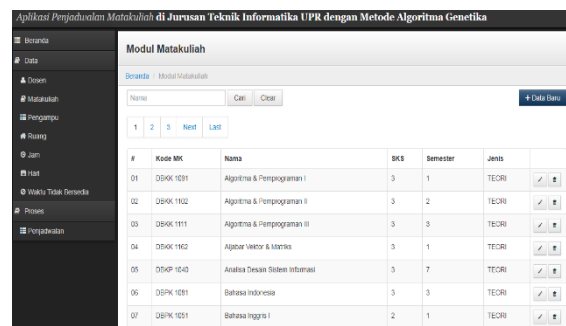 Aplikasi Penjadwalan Matakuliah di Jurusan Teknik Informatika UPR dengan Metode Algoritma Genetika
Beranda
Data
Dosen
Matakuliah
Pengampu
Ruang
Jam
Hari
Waktu Tidak Bersedia
Proses
Penjadwalan
Modul Matakuliah
Beranda / Modul Matakuliah
Nama Cari Clear + Data Baru
1 2 3 Next Last
# Kode MK Nama SKS Semester Jenis
01 DBKK 1091 Algoritma & Pemprograman I 3 1 TEORI
02 DBKK 1102 Algoritma & Pemprograman II 3 2 TEORI
03 DBKK 1111 Algoritma & Pemprograman III 3 3 TEORI
04 DBKK 1162 Aljabar Vektor & Matriks 3 1 TEORI
05 DBKP 1040 Analisa Desain Sistem Informasi 3 7 TEORI
06 DBPK 1081 Bahasa Indonesia 3 3 TEORI
07 DBPK 1051 Bahasa Inggris I 2 1 TEORI